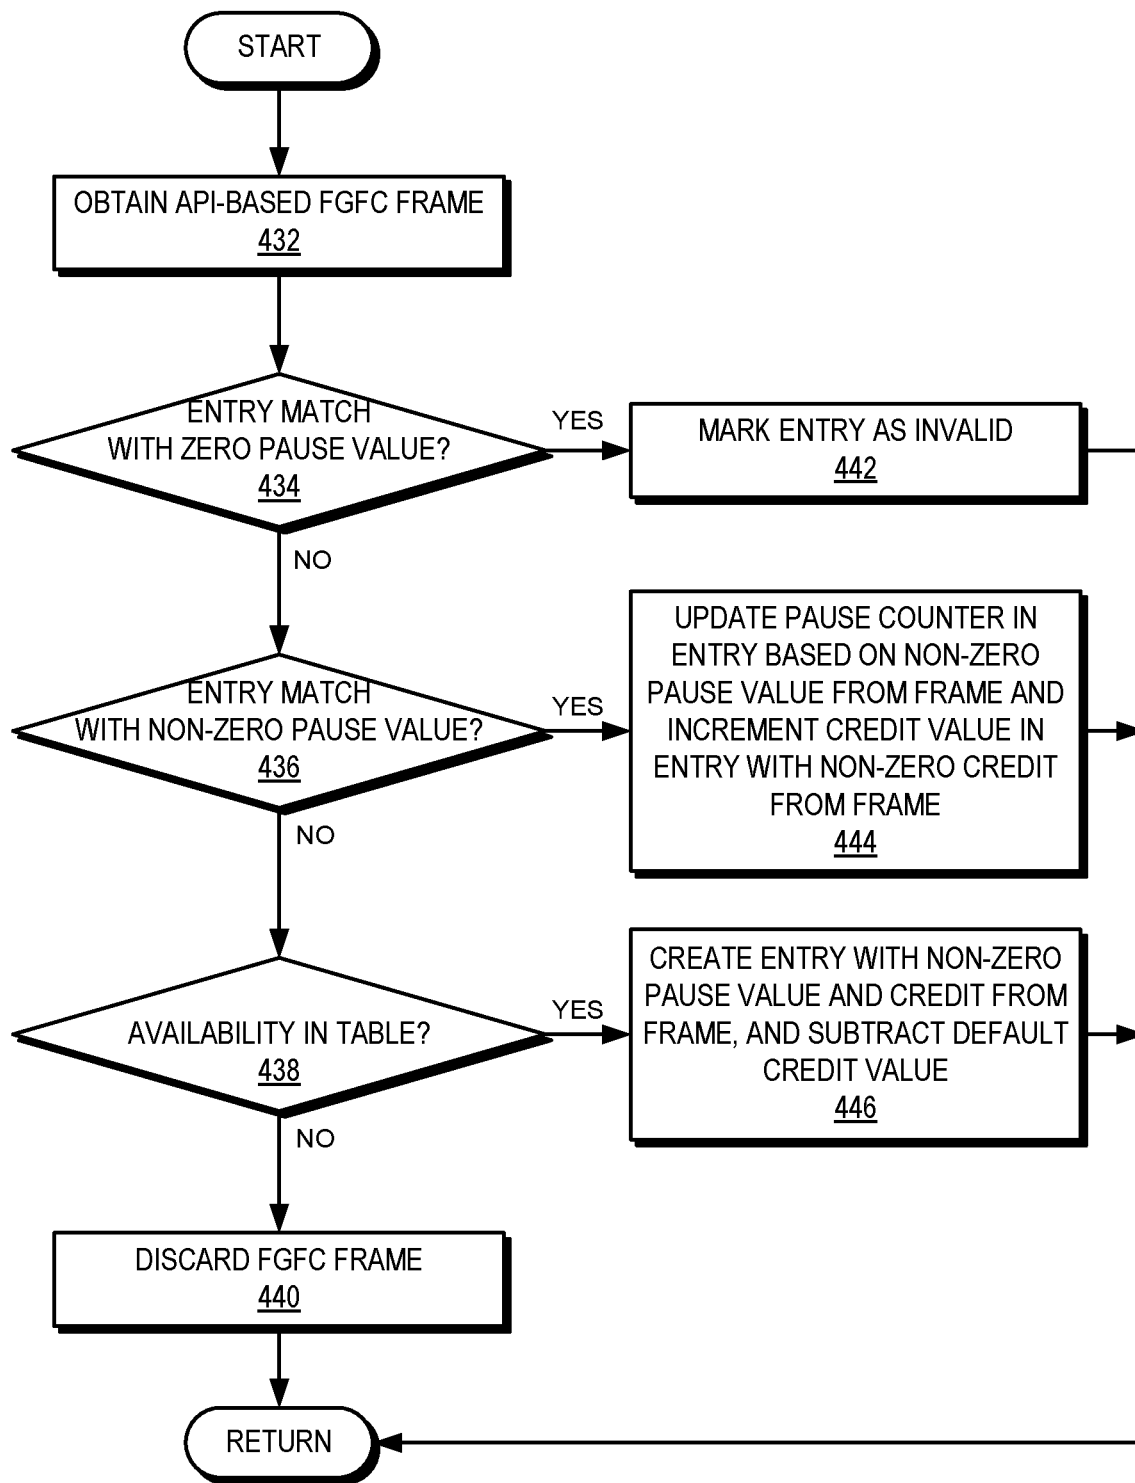 START
OBTAIN API-BASED FGFC FRAME
432
ENTRY MATCH
WITH ZERO PAUSE VALUE?
434
YES
MARK ENTRY AS INVALID
442
NO
ENTRY MATCH
WITH NON-ZERO PAUSE VALUE?
436
YES
UPDATE PAUSE COUNTER IN
ENTRY BASED ON NON-ZERO
PAUSE VALUE FROM FRAME AND
INCREMENT CREDIT VALUE IN
ENTRY WITH NON-ZERO CREDIT
FROM FRAME
444
NO
AVAILABILITY IN TABLE?
438
YES
CREATE ENTRY WITH NON-ZERO
PAUSE VALUE AND CREDIT FROM
FRAME, AND SUBTRACT DEFAULT
CREDIT VALUE
446
NO
DISCARD FGFC FRAME
440
RETURN